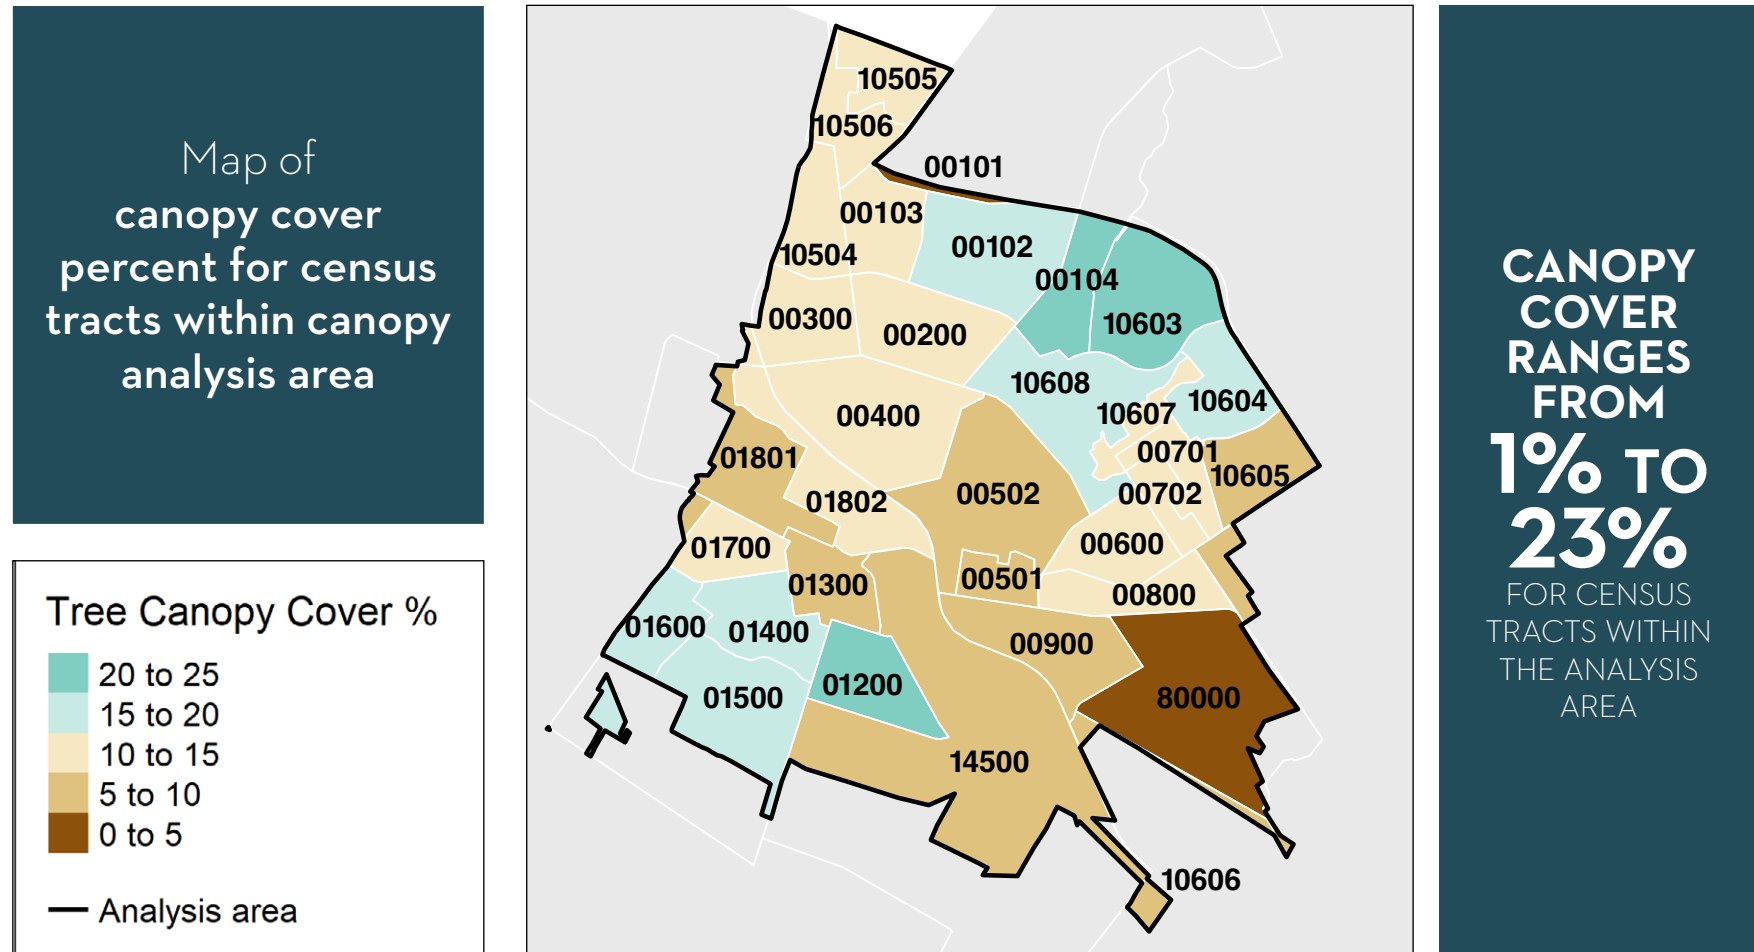 Map of
canopy cover
percent for census
tracts within canopy
analysis area
Tree Canopy Cover %
20 to 25
15 to 20
10 to 15
5 to 10
0 to 5
Analysis area
10505
10506
00101
00103
00102
10504
00104
00300
00200
10603
10608
00400
10607
10604
01801
00701
10605
01802
00502
00702
01700
00600
01300
00501
00800
01600
01400
00900
01500
01200
80000
14500
10606
CANOPY
COVER
RANGES
FROM
1% TO
23%
FOR CENSUS
TRACTS WITHIN
THE ANALYSIS
AREA